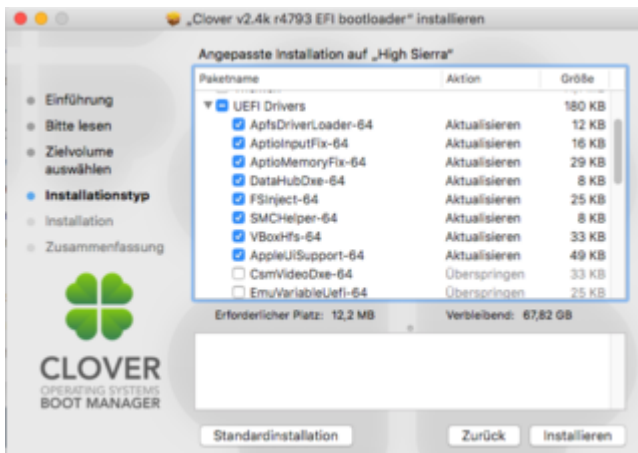 „Clover v2.4k r4793 EFI bootloader“ installieren
Angepasste Installation auf „High Sierra“
Paketname Aktion Größe
UEFI Drivers 180 KB
ApfsDriverLoader-64 Aktualisieren 12 KB
AptioInputFix-64 Aktualisieren 16 KB
AptioMemoryFix-64 Aktualisieren 29 KB
DataHubDxe-64 Aktualisieren 8 KB
FSInject-64 Aktualisieren 25 KB
SMCHelper-64 Aktualisieren 8 KB
VBoxHfs-64 Aktualisieren 33 KB
AppleUiSupport-64 Aktualisieren 49 KB
CsmVideoDxe-64 Überspringen 33 KB
EmuVariableUefi-64 Überspringen 25 KB
Erforderlicher Platz: 12,2 MB Verbleibend: 67,82 GB
Einführung
Bitte lesen
Zielvolume
auswählen
Installationstyp
Installation
Zusammenfassung
CLOVER
OPERATING SYSTEMS
BOOT MANAGER
Standardinstallation Zurück Installieren